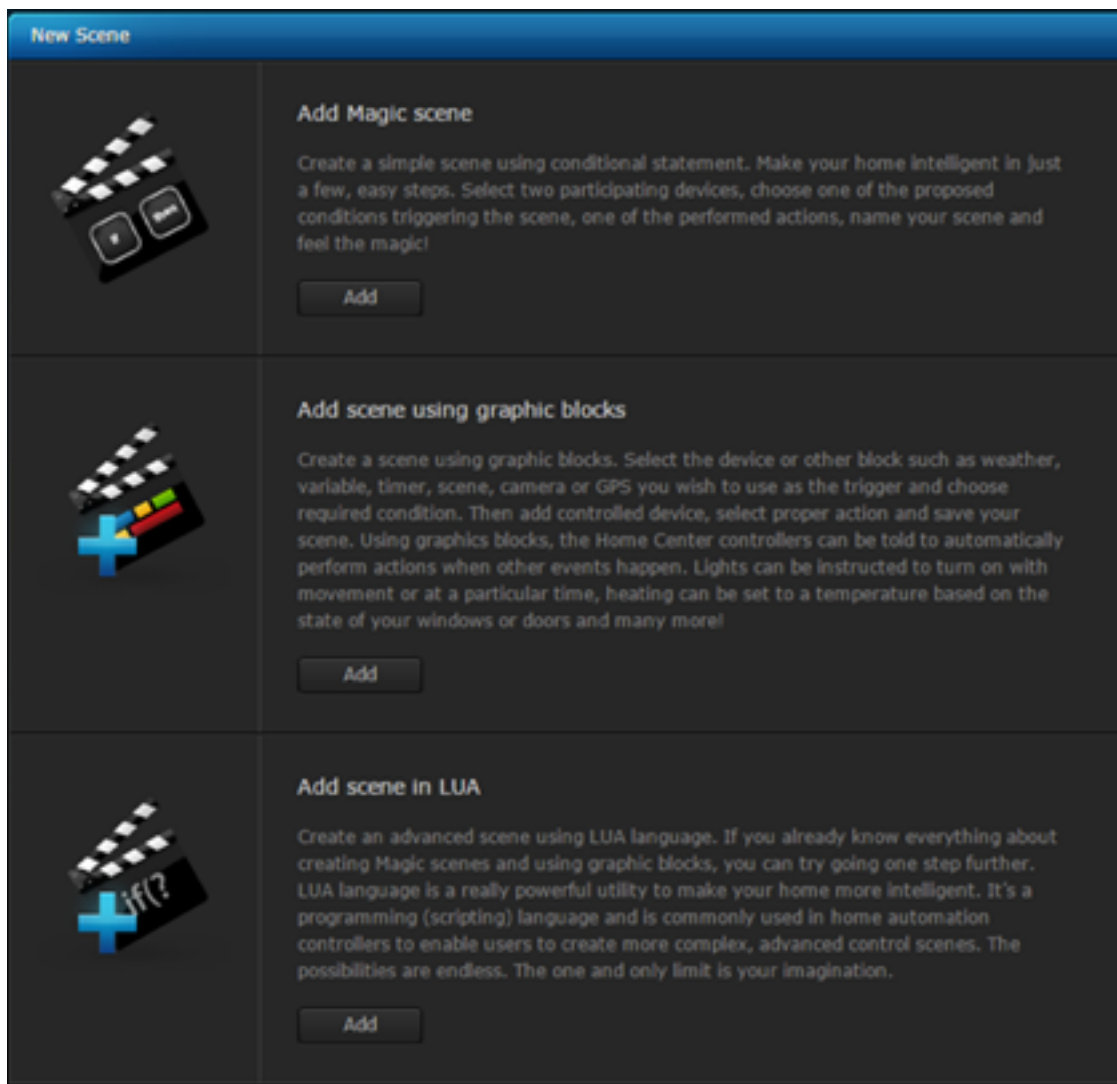 New Scene
Add Magic scene
Create a simple scene using conditional statement. Make your home intelligent in just
a few, easy steps. Select two participating devices, choose one of the proposed
conditions triggering the scene, one of the performed actions, name your scene and
feel the magic!
Add
Add scene using graphic blocks
Create a scene using graphic blocks. Select the device or other block such as weather,
variable, timer, scene, camera or GPS you wish to use as the trigger and choose
required condition. Then add controlled device, select proper action and save your
scene. Using graphics blocks, the Home Center controllers can be told to automatically
perform actions when other events happen. Lights can be instructed to turn on with
movement or at a particular time, heating can be set to a temperature based on the
state of your windows or doors and many more!
Add
Add scene in LUA
if(?
Create an advanced scene using LUA language. If you already know everything about
creating Magic scenes and using graphic blocks, you can try going one step further.
LUA language is a really powerful utility to make your home more intelligent. It's a
programming (scripting) language and is commonly used in home automation
controllers to enable users to create more complex, advanced control scenes. The
possibilities are endless. The one and only limit is your imagination.
Add